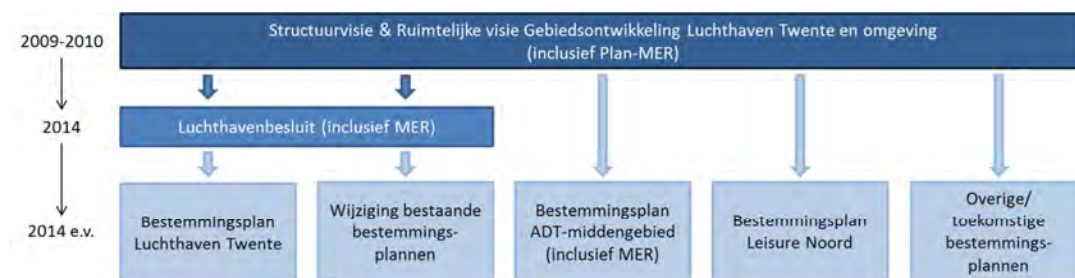 2009-2010
Structuurvisie & Ruimtelijke visie Gebiedsontwikkeling Luchthaven Twente en omgeving
(inclusief Plan-MER)
2014
Luchthavenbesluit (inclusief MER)
2014 e.v.
Bestemmingsplan
Luchthaven Twente
Wijziging bestaande
bestemmings-
plannen
Bestemmingsplan
ADT-middengebied
(inclusief MER)
Bestemmingsplan
Leisure Noord
Overige/
toekomstige
bestemmings-
plannen